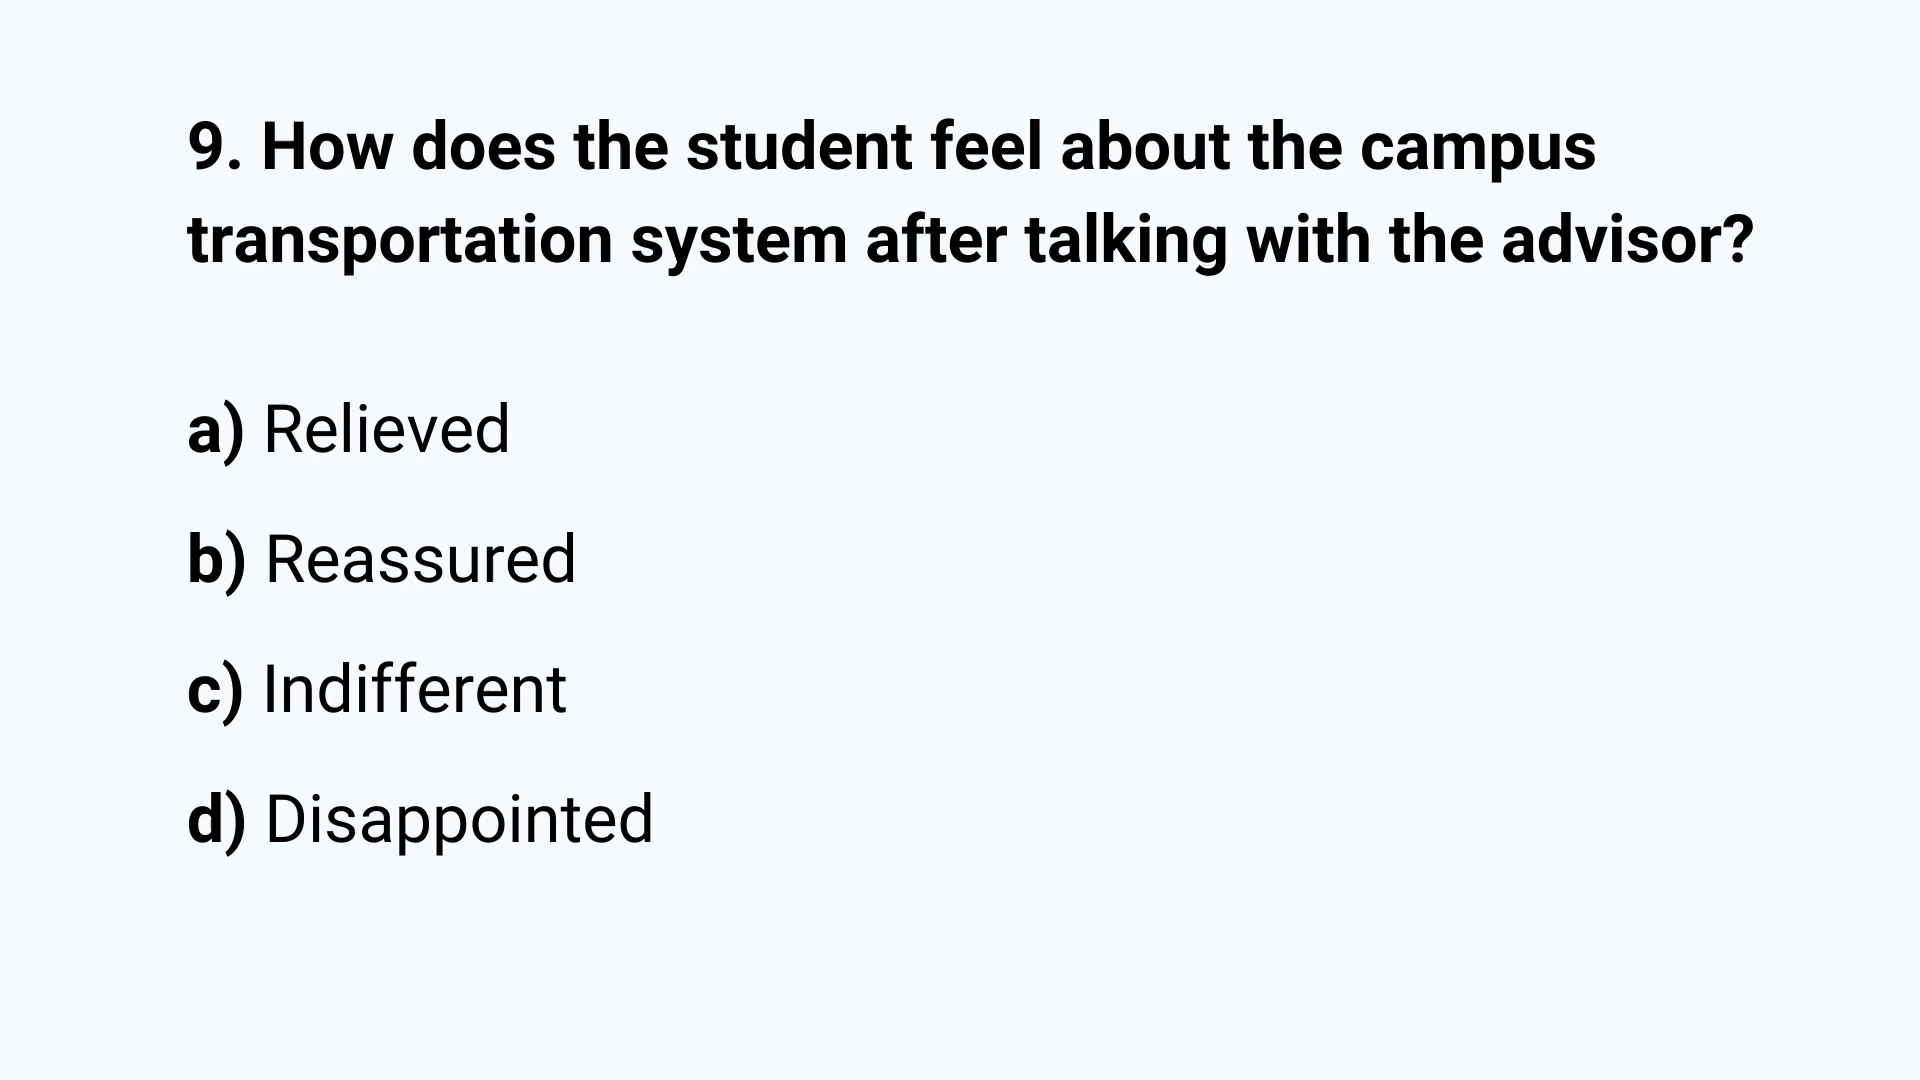 9. How does the student feel about the campus
transportation system after talking with the advisor?
a) Relieved
b) Reassured
c) Indifferent
d) Disappointed